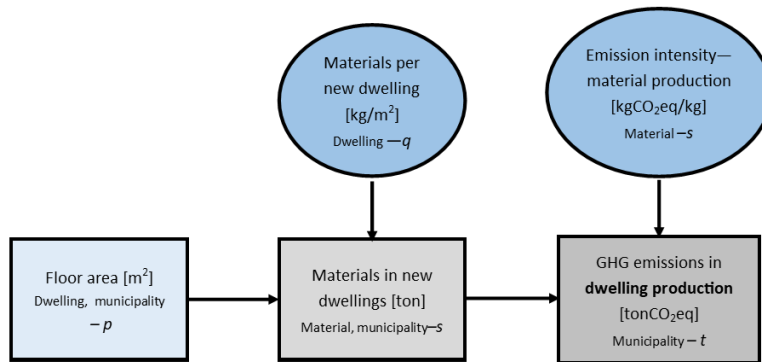 Materials per
new dwelling
[kg/m²]
Dwelling —q
Emission intensity—
material production
[kgCO₂eq/kg]
Material –s
Floor area [m²]
Dwelling, municipality
– p
Materials in new
dwellings [ton]
Material, municipality–s
GHG emissions in
dwelling production
[tonCO₂eq]
Municipality – t